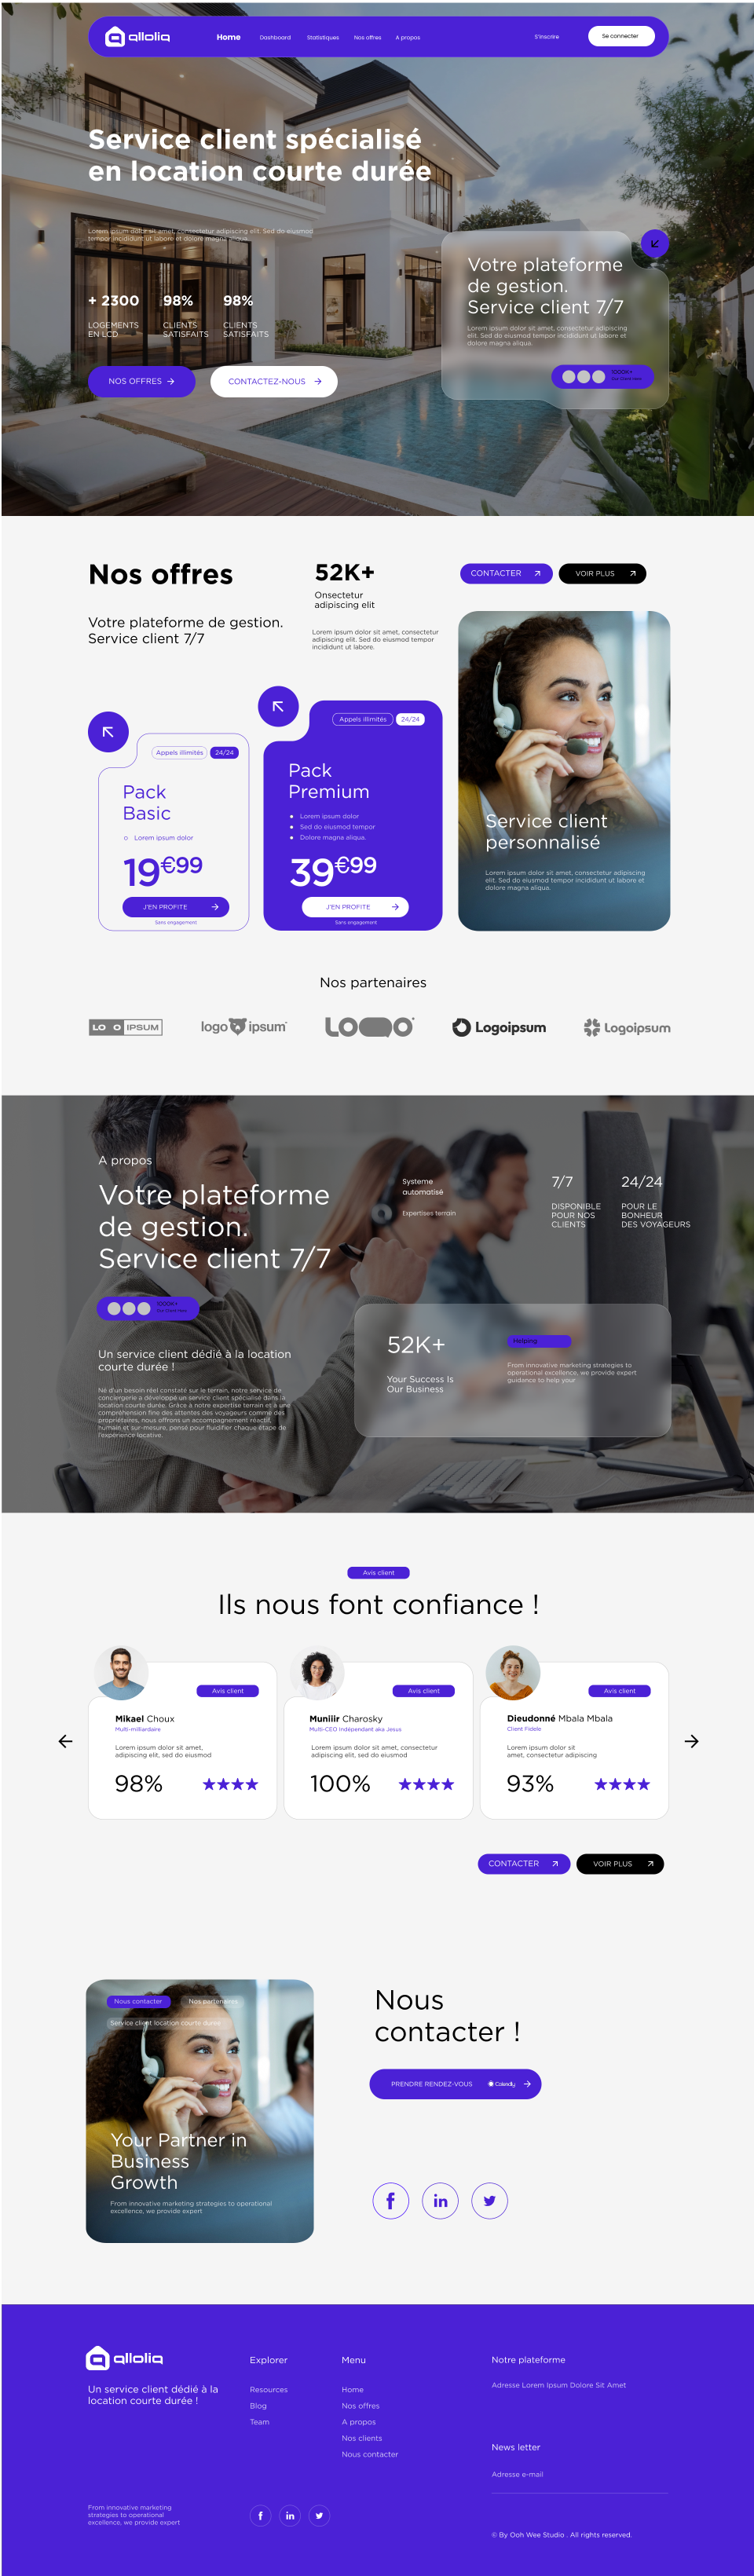 qlloliq
Home
Dashboard
Statistiques
Nos offres
A propos
S'inscrire
Se connecter
Service client spécialisé
en location courte durée
Lorem ipsum dolor sit amet, consectetur adipiscing elit. Sed do eiusmod
tempor incididunt ut labore et dolore magna aliqua.
+ 2300
98%
98%
LOGEMENTS
EN LCD
CLIENTS
SATISFAITS
CLIENTS
SATISFAITS
NOS OFFRES
CONTACTEZ-NOUS
Votre plateforme
de gestion.
Service client 7/7
Lorem ipsum dolor sit amet, consectetur adipiscing
elit. Sed do eiusmod tempor incididunt ut labore et
dolore magna aliqua.
1000K+
Nos offres
52K+
Onsectetur
adipiscing elit
CONTACTER
VOIR PLUS
Votre plateforme de gestion.
Service client 7/7
Lorem ipsum dolor sit amet, consectetur
adipiscing elit. Sed do eiusmod tempor
incididunt ut labore.
Appels illimités
24/24
Pack
Basic
Lorem ipsum dolor
19€99
J'EN PROFITE
Sans engagement
Appels illimités
24/24
Pack
Premium
Lorem ipsum dolor
Sed do eiusmod tempor
Dolore magna aliqua.
39€99
J'EN PROFITE
Sans engagement
Service client
personnalisé
Lorem ipsum dolor sit amet, consectetur adipiscing
elit. Sed do eiusmod tempor incididunt ut labore et
dolore magna aliqua.
Nos partenaires
LO O IPSUM
logo ipsum
LOGO
Logoipsum
Logoipsum
A propos
Votre plateforme
de gestion.
Service client 7/7
Systeme
automatisé
Expertises terrain
7/7
DISPONIBLE
POUR NOS
CLIENTS
24/24
POUR LE
BONHEUR
DES VOYAGEURS
1000K+
Un service client dédié à la location
courte durée !
Né d'un besoin réel constaté sur le terrain, notre service de
conciergerie a développé un service client spécialisé dans la
location courte durée. Grâce à notre expertise terrain et à une
compréhension fine des attentes des voyageurs comme des
propriétaires, nous offrons un accompagnement réactif,
humain et sur-mesure, pensé pour fluidifier chaque étape de
l'expérience locative.
52K+
Your Success Is
Our Business
Helping
From innovative marketing strategies to
operational excellence, we provide expert
guidance to help your
Avis client
Ils nous font confiance !
Avis client
Mikael Choux
Multi-milliardaire
Lorem ipsum dolor sit amet,
adipiscing elit, sed do eiusmod
98%
Avis client
Muniiir Charosky
Multi-CEO Indépendant aka Jesus
Lorem ipsum dolor sit amet, consectetur
adipiscing elit, sed do eiusmod
100%
Avis client
Dieudonné Mbala Mbala
Client Fidele
Lorem ipsum dolor sit
amet, consectetur adipiscing
93%
CONTACTER
VOIR PLUS
Nous contacter
Nos partenaires
Service client location courte durée
Your Partner in
Business
Growth
From innovative marketing strategies to operational
excellence, we provide expert
Nous
contacter !
PRENDRE RENDEZ-VOUS
Calendly
qlloliq
Un service client dédié à la
location courte durée !
From innovative marketing
strategies to operational
excellence, we provide expert
Explorer
Resources
Blog
Team
Menu
Home
Nos offres
A propos
Nos clients
Nous contacter
Notre plateforme
Adresse Lorem Ipsum Dolore Sit Amet
News letter
Adresse e-mail
© By Ooh Wee Studio . All rights reserved.